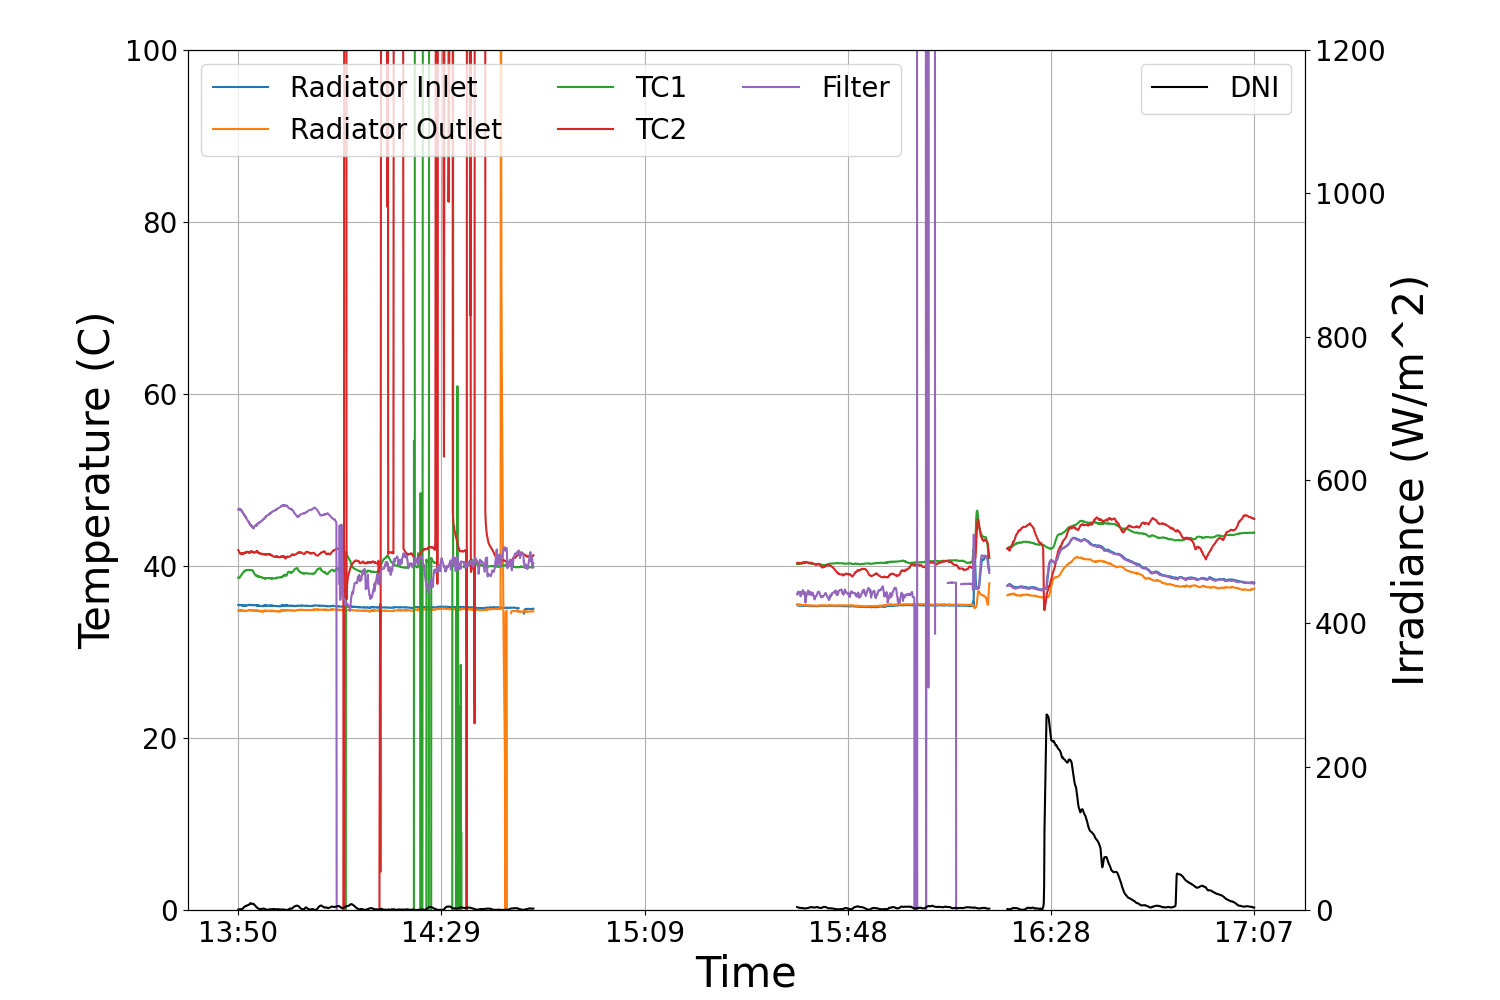 Radiator Inlet
Radiator Outlet
TC1
TC2
Filter
DNI
100
80
60
40
20
0
Temperature (C)
1200
1000
800
600
400
200
0
Irradiance (W/m^2)
13:50
14:29
15:09
15:48
16:28
17:07
Time